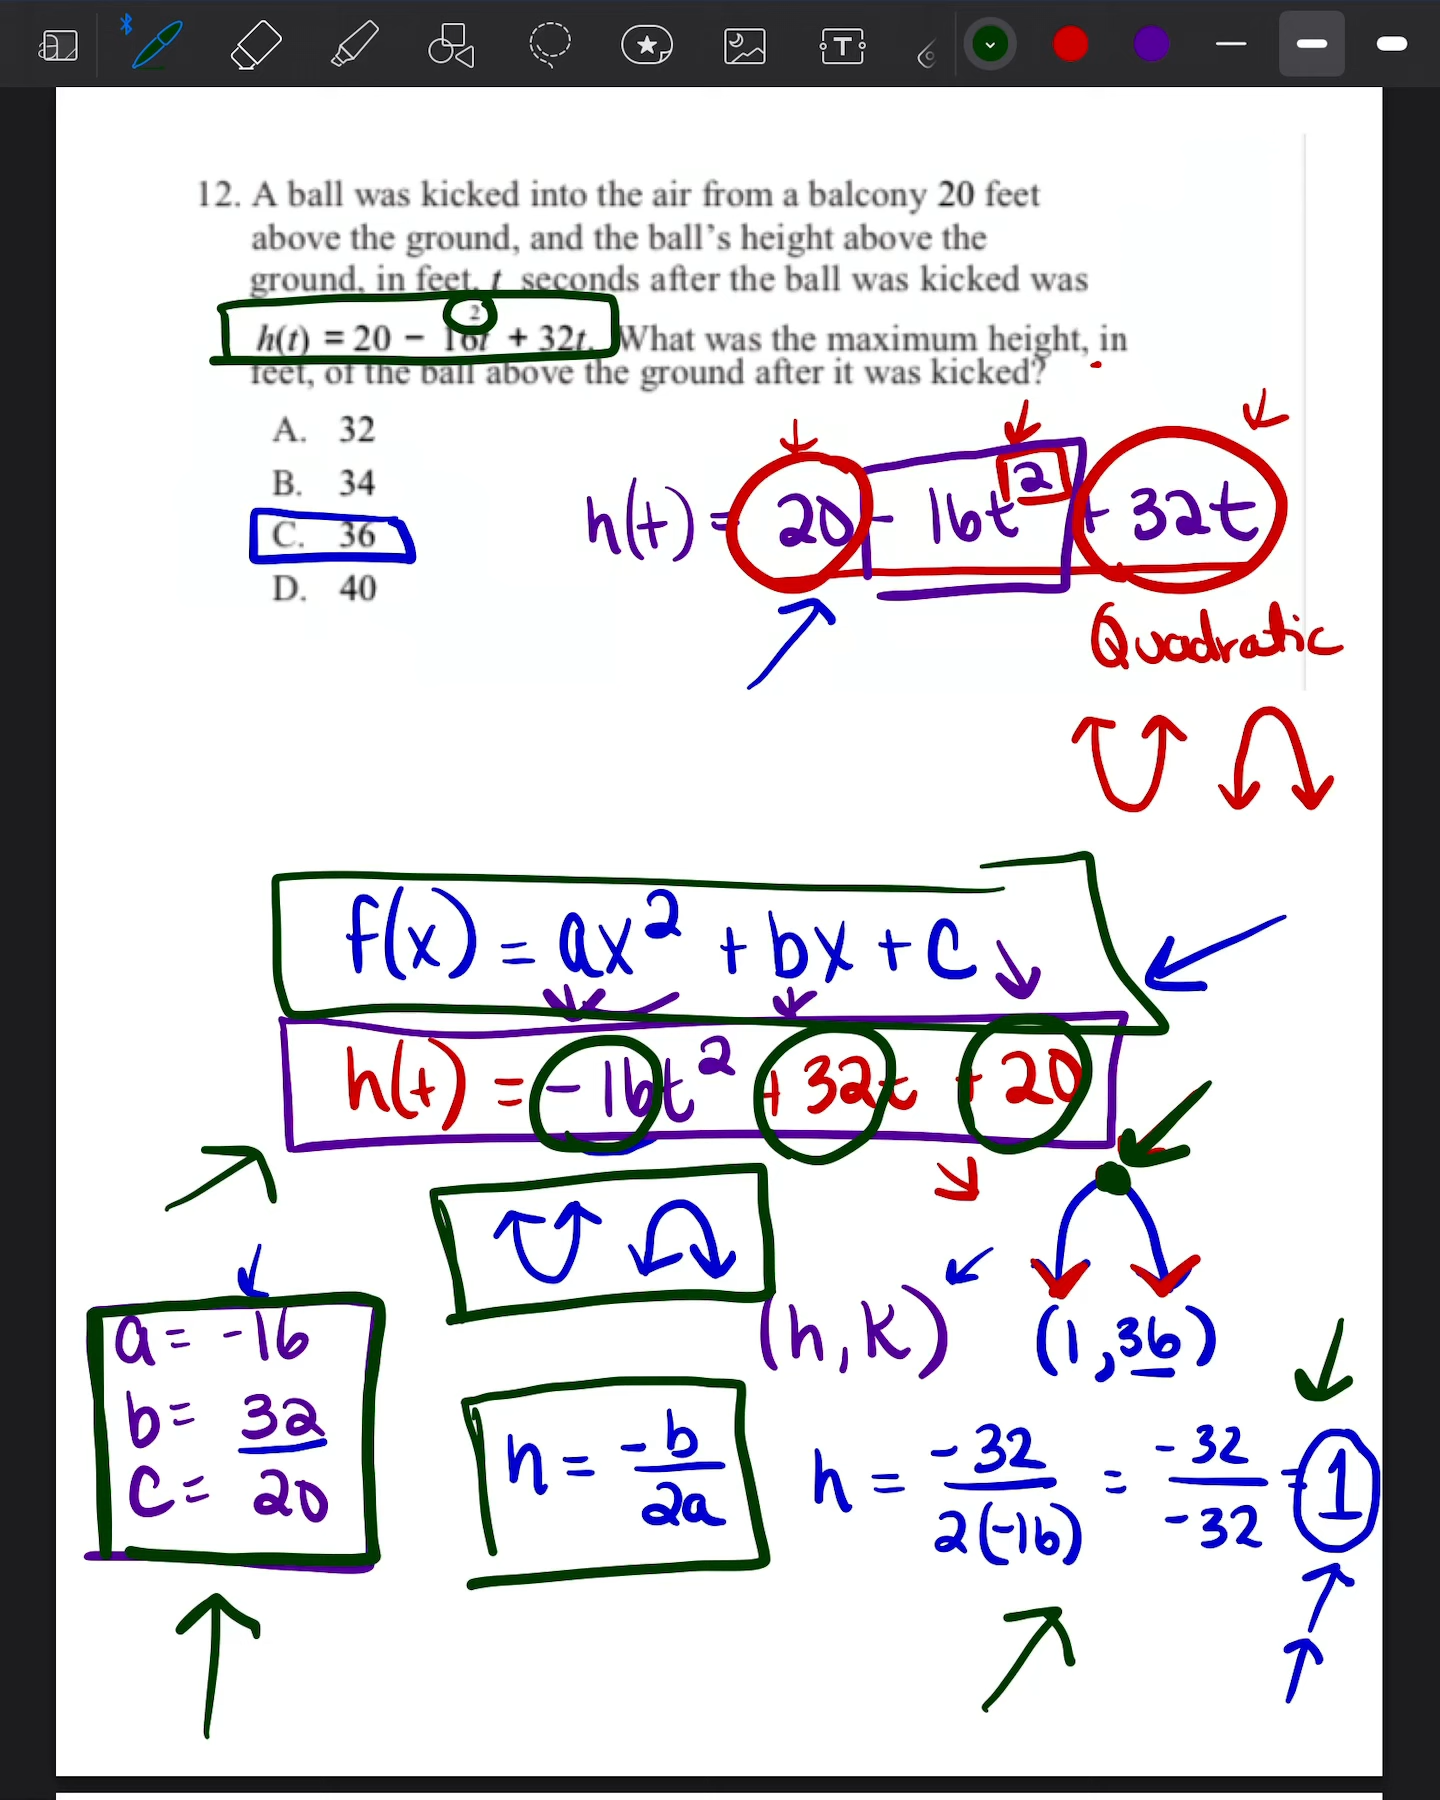 12. A ball was kicked into the air from a balcony 20 feet
above the ground, and the ball's height above the
ground, in feet, t seconds after the ball was kicked was
h(t) = 20 − 16t² + 32t. What was the maximum height, in
feet, of the ball above the ground after it was kicked?
A. 32
B. 34
C. 36
D. 40
h(t) = 20 - 16t² + 32t
Quadratic
f(x) = ax² + bx + c
h(t) = -16t² + 32t + 20
a = -16
b = 32
c = 20
(h, k) (1, 36)
h = -b/2a
h = -32/2(-16) = -32/-32 = 1